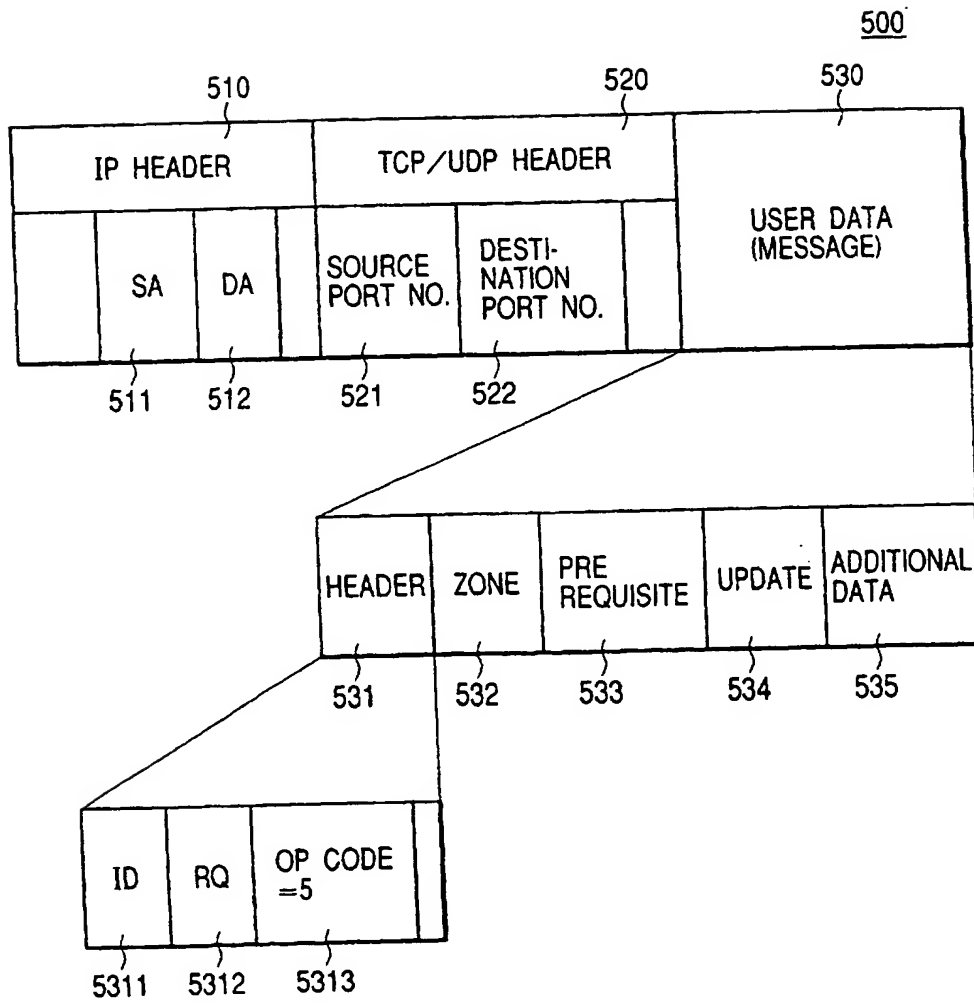 500
510
520
530
IP HEADER
TCP/UDP HEADER
USER DATA
(MESSAGE)
SA
DA
SOURCE
PORT NO.
DESTI-
NATION
PORT NO.
511
512
521
522
HEADER
ZONE
PRE
REQUISITE
UPDATE
ADDITIONAL
DATA
531
532
533
534
535
ID
RQ
OP CODE
=5
5311
5312
5313